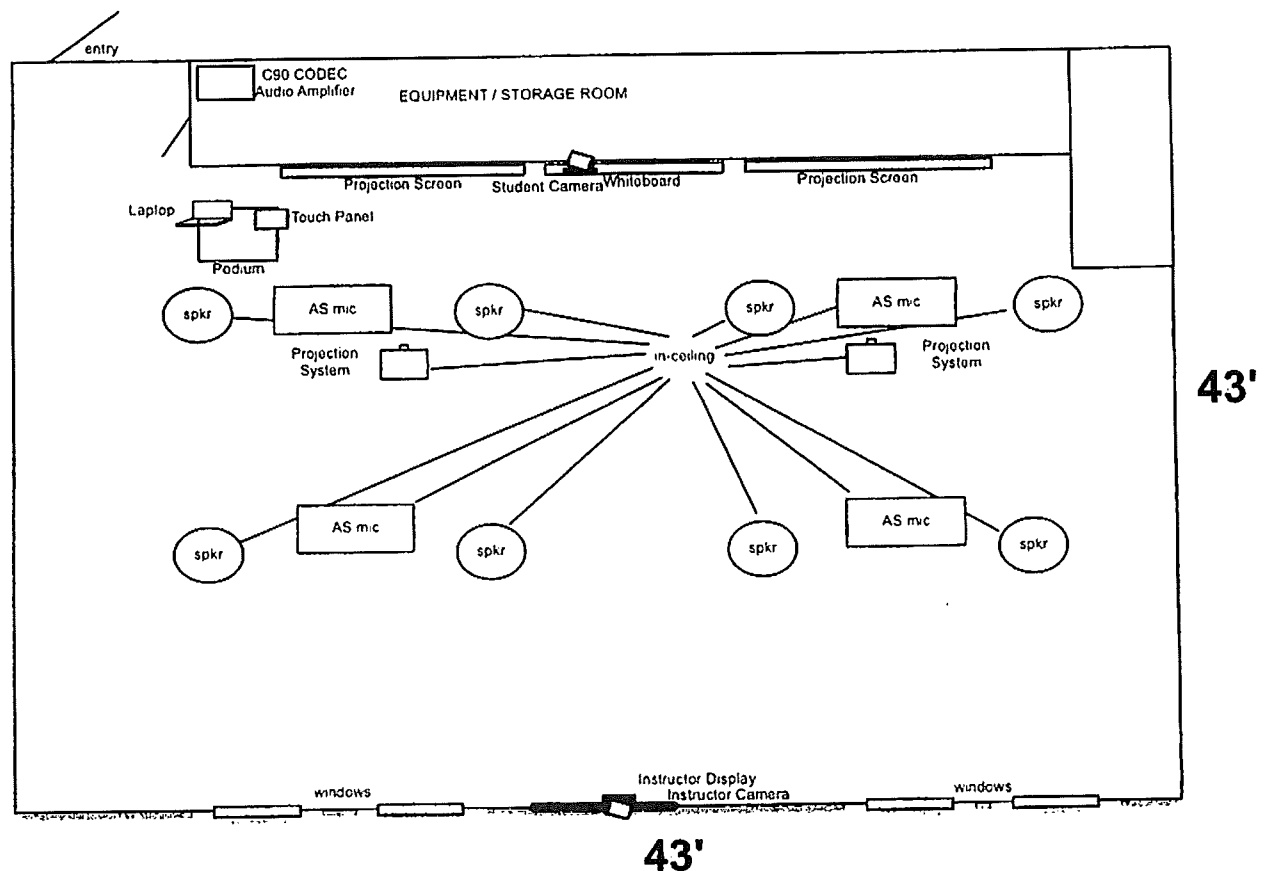 entry
C90 CODEC
Audio Amplifier
EQUIPMENT / STORAGE ROOM
Projection Screen
Student Camera
Whiteboard
Projection Screen
Laptop
Touch Panel
Podium
spkr
AS mic
spkr
spkr
AS mic
spkr
Projection
System
in-ceiling
Projection
System
43'
spkr
AS mic
spkr
spkr
AS mic
spkr
windows
Instructor Display
Instructor Camera
windows
43'